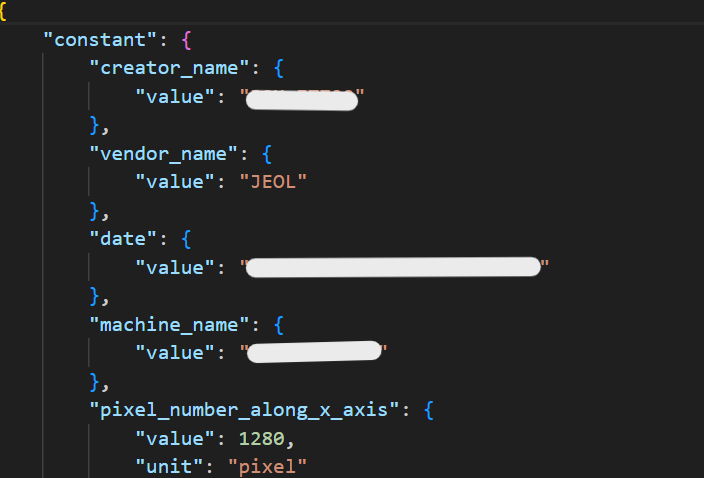 {
"constant": {
"creator_name": {
"value": ""
},
"vendor_name": {
"value": "JEOL"
},
"date": {
"value": ""
},
"machine_name": {
"value": ""
},
"pixel_number_along_x_axis": {
"value": 1280,
"unit": "pixel"